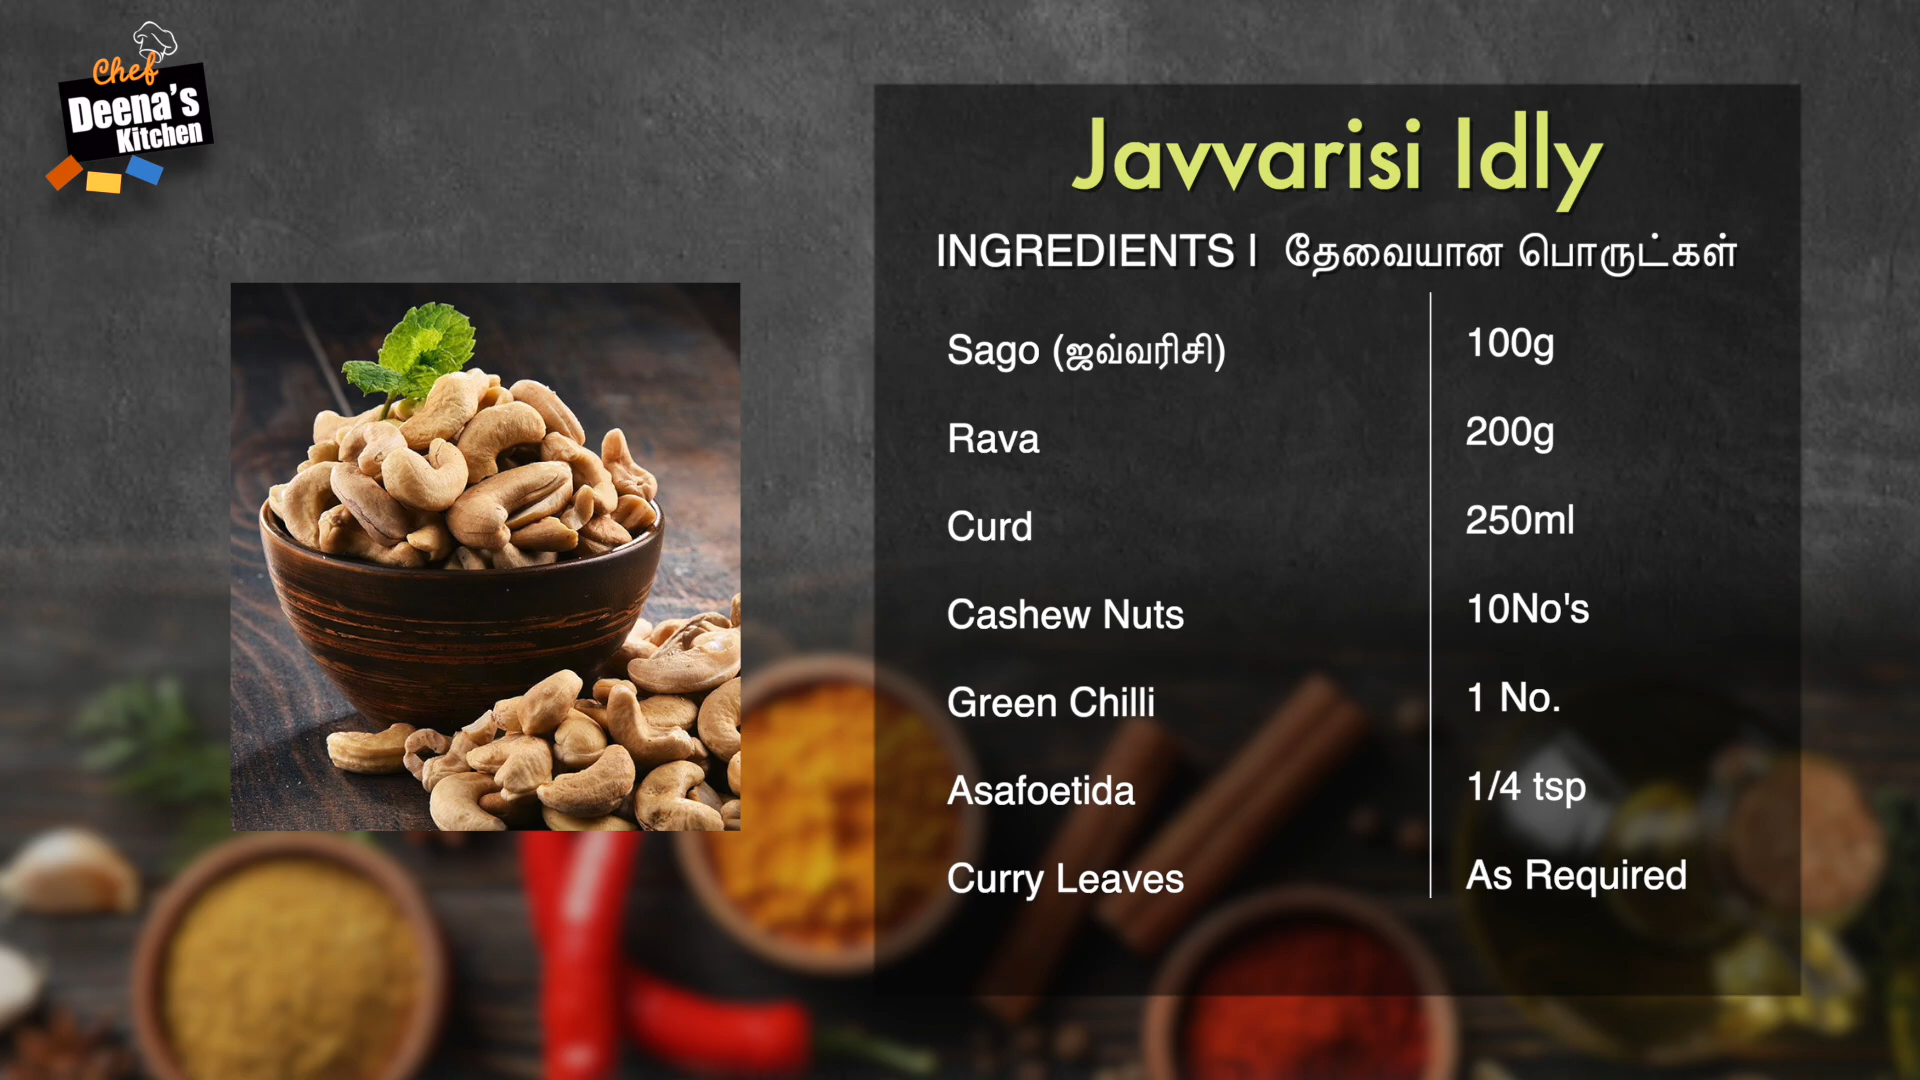 Chef
Deena's
Kitchen
Javvarisi Idly
INGREDIENTS | தேவையான பொருட்கள்
Sago (ஜவ்வரிசி) 100g
Rava 200g
Curd 250ml
Cashew Nuts 10No's
Green Chilli 1 No.
Asafoetida 1/4 tsp
Curry Leaves As Required